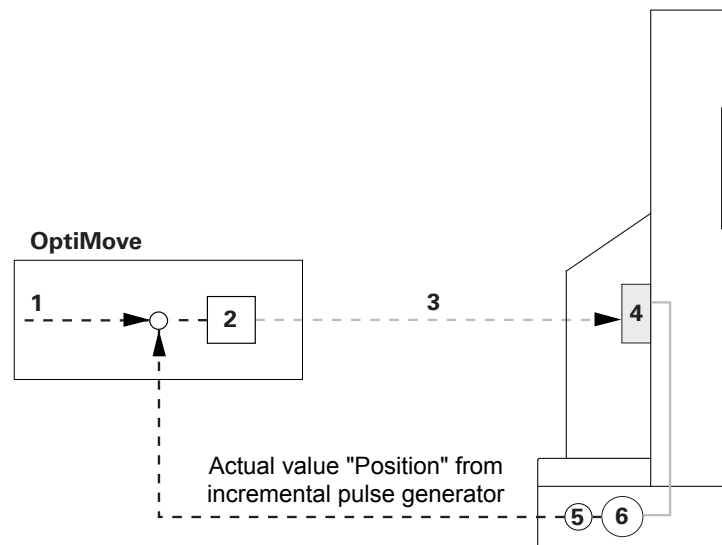 OptiMove
1
2
3
4
Actual value "Position" from
incremental pulse generator
5
6